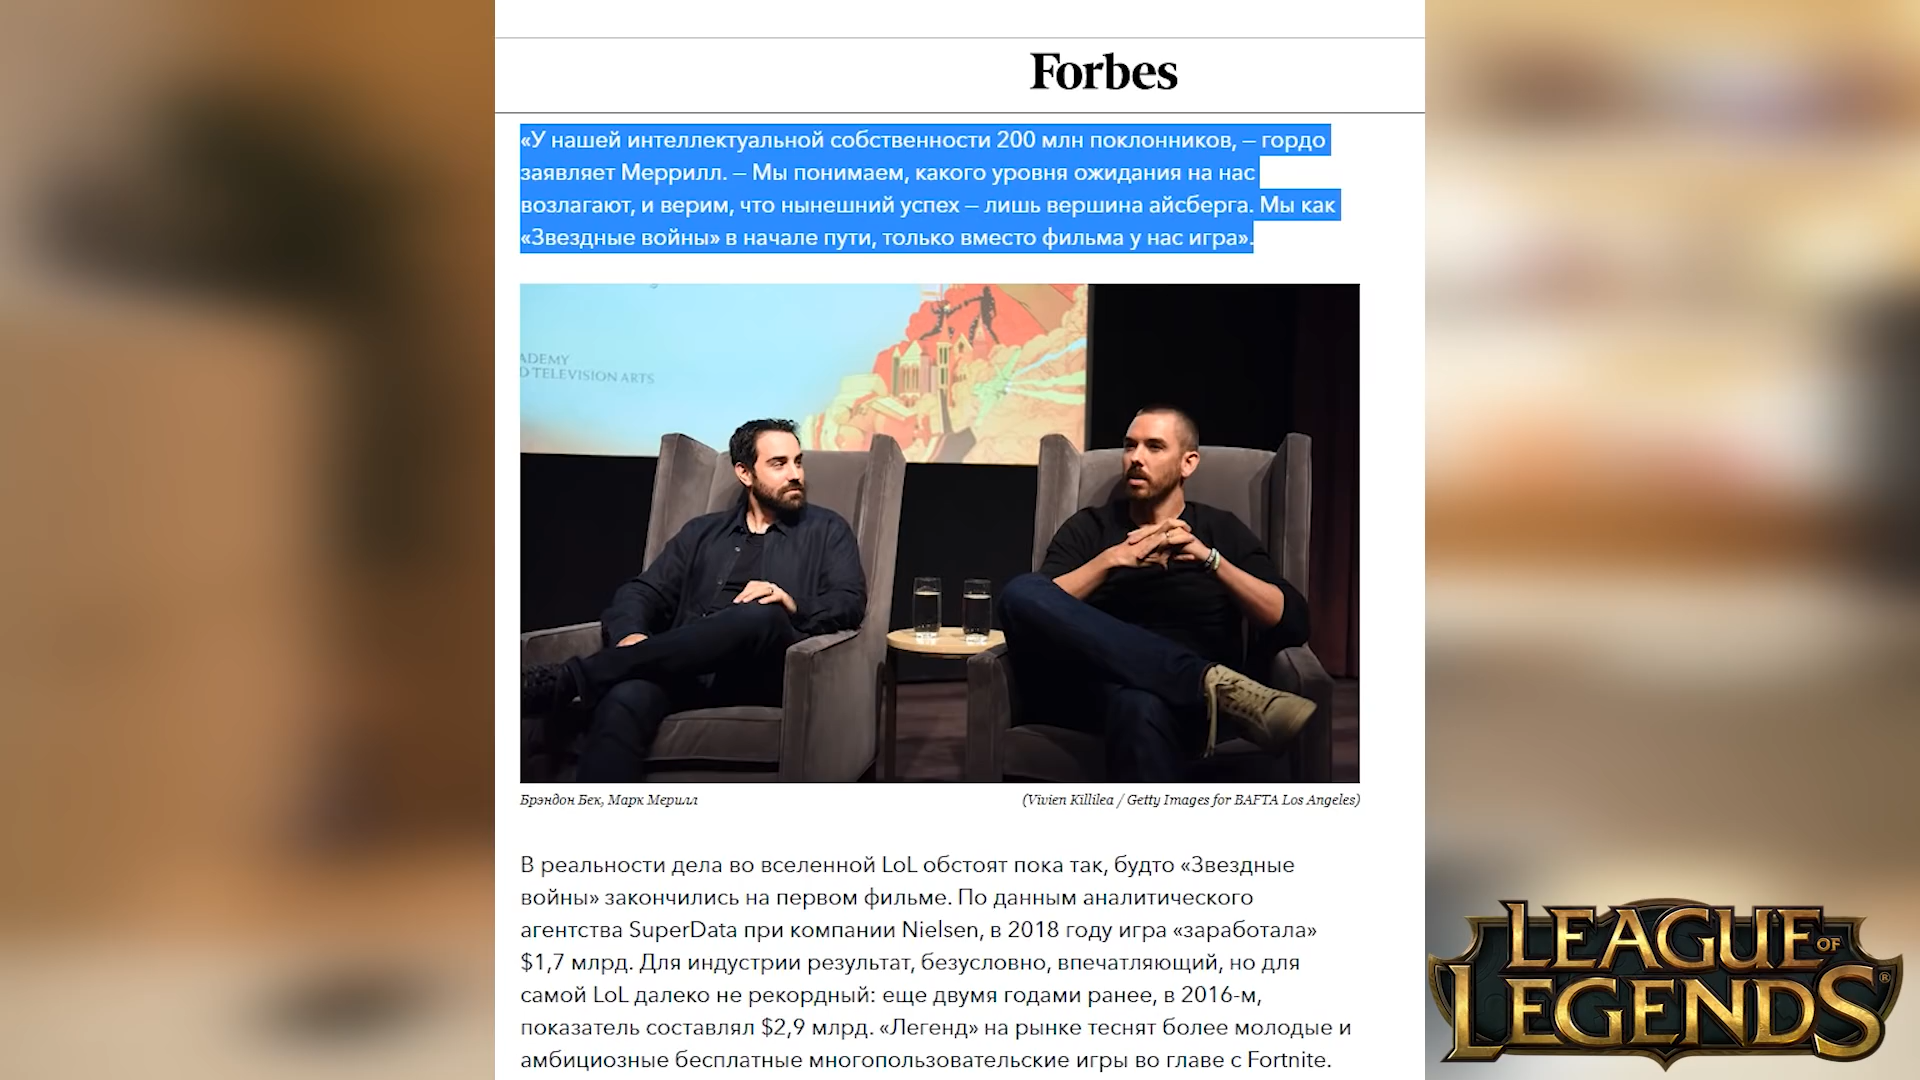 Forbes
«У нашей интеллектуальной собственности 200 млн поклонников, — гордо
заявляет Меррилл. — Мы понимаем, какого уровня ожидания на нас
возлагают, и верим, что нынешний успех — лишь вершина айсберга. Мы как
«Звездные войны» в начале пути, только вместо фильма у нас игра».
ADEMY
D TELEVISION ARTS
Брэндон Бек, Марк Мерилл
(Vivien Killilea / Getty Images for BAFTA Los Angeles)
В реальности дела во вселенной LoL обстоят пока так, будто «Звездные
войны» закончились на первом фильме. По данным аналитического
агентства SuperData при компании Nielsen, в 2018 году игра «заработала»
$1,7 млрд. Для индустрии результат, безусловно, впечатляющий, но для
самой LoL далеко не рекордный: еще двумя годами ранее, в 2016-м,
показатель составлял $2,9 млрд. «Легенд» на рынке теснят более молодые и
амбициозные бесплатные многопользовательские игры во главе с Fortnite.
LEAGUE OF
LEGENDS®